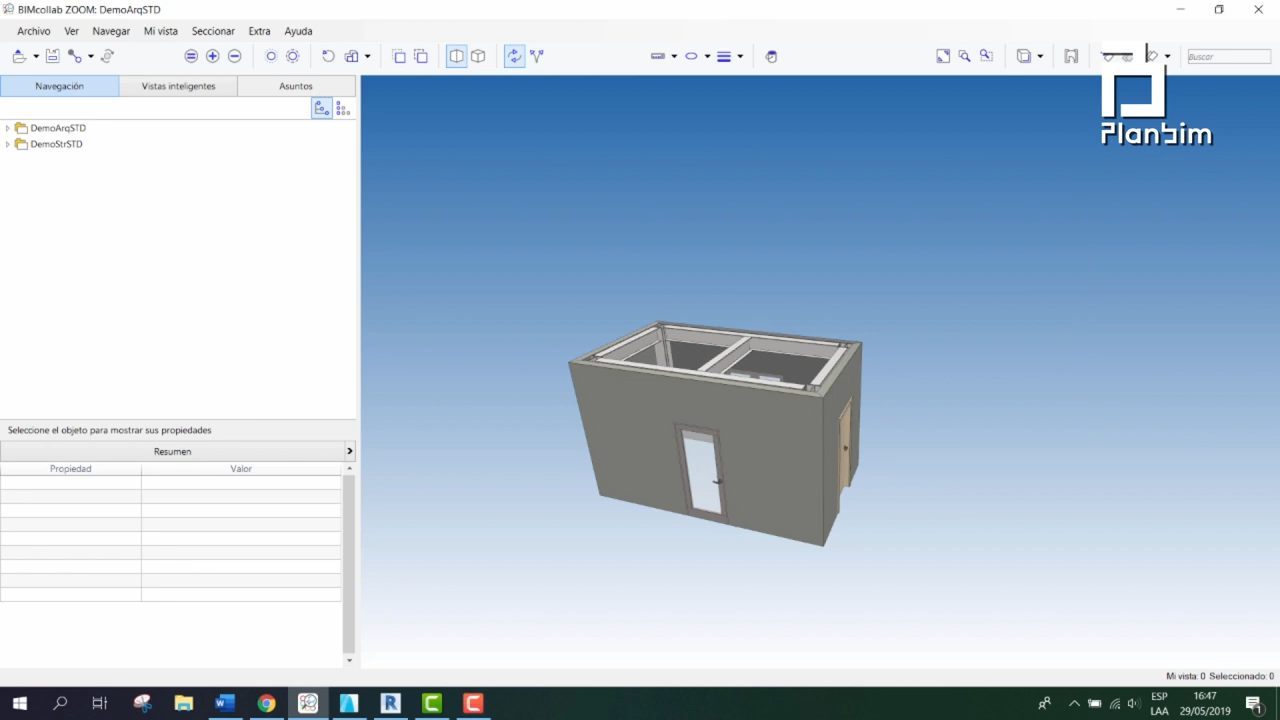 BIMcollab ZOOM: DemoArqSTD
Archivo Ver Navegar Mi vista Seccionar Extra Ayuda
Buscar
Navegación Vistas inteligentes Asuntos
DemoArqSTD
DemoStrSTD
Planbim
Seleccione el objeto para mostrar sus propiedades
Resumen
Propiedad Valor
Mi vista: 0 Seleccionado: 0
ESP
LAA
16:47
29/05/2019
1